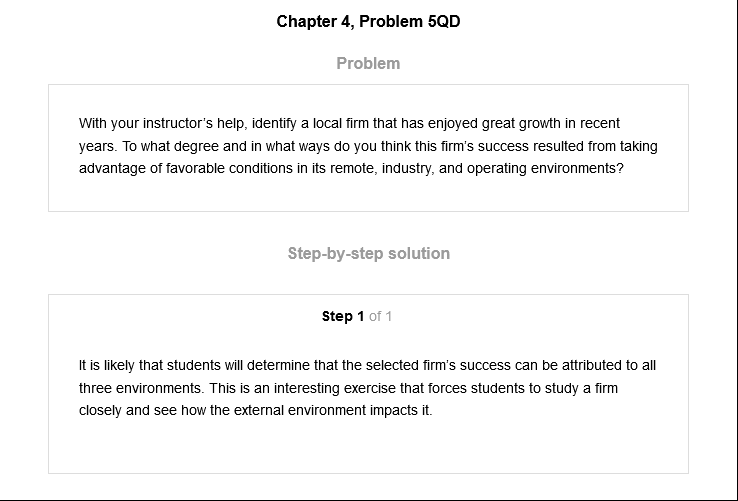 Chapter 4, Problem 5QD
Problem
With your instructor's help, identify a local firm that has enjoyed great growth in recent
years. To what degree and in what ways do you think this firm's success resulted from taking
advantage of favorable conditions in its remote, industry, and operating environments?
Step-by-step solution
Step 1 of 1
It is likely that students will determine that the selected firm's success can be attributed to all
three environments. This is an interesting exercise that forces students to study a firm
closely and see how the external environment impacts it.